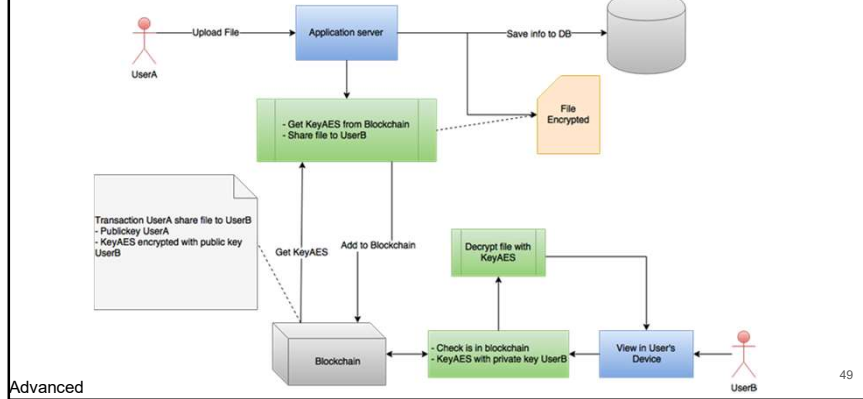 Upload File
Application server
Save info to DB
UserA
File
Encrypted
- Get KeyAES from Blockchain
- Share file to UserB
Transaction UserA share file to UserB
- Publickey UserA
- KeyAES encrypted with public key
UserB
Get KeyAES
Add to Blockchain
Decrypt file with
KeyAES
Blockchain
- Check is in blockchain
- KeyAES with private key UserB
View in User's
Device
UserB
Advanced
49